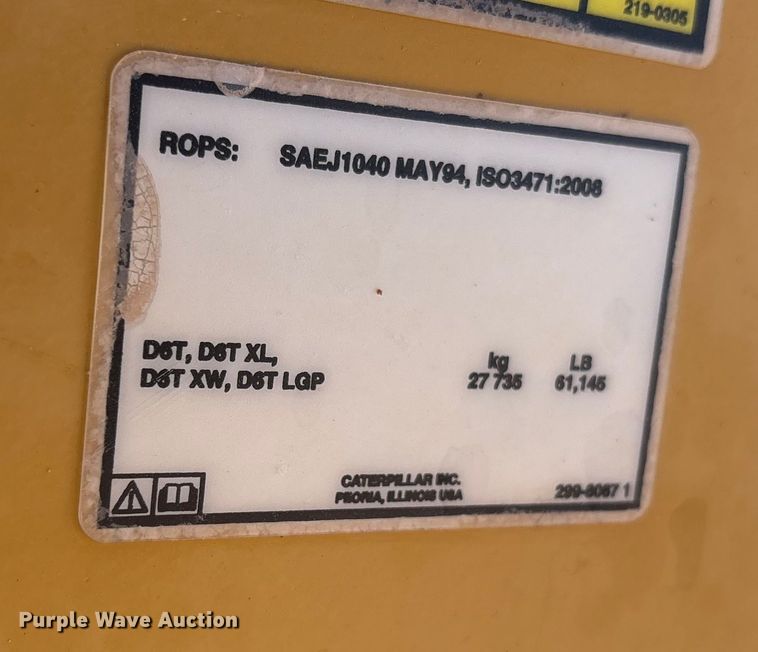 219-0305
ROPS: SAEJ1040 MAY94, ISO3471:2008
D6T, D6T XL,
D6T XW, D6T LGP
kg LB
27 735 61,145
CATERPILLAR INC.
PEORIA, ILLINOIS USA
299-8067 1
Purple Wave Auction